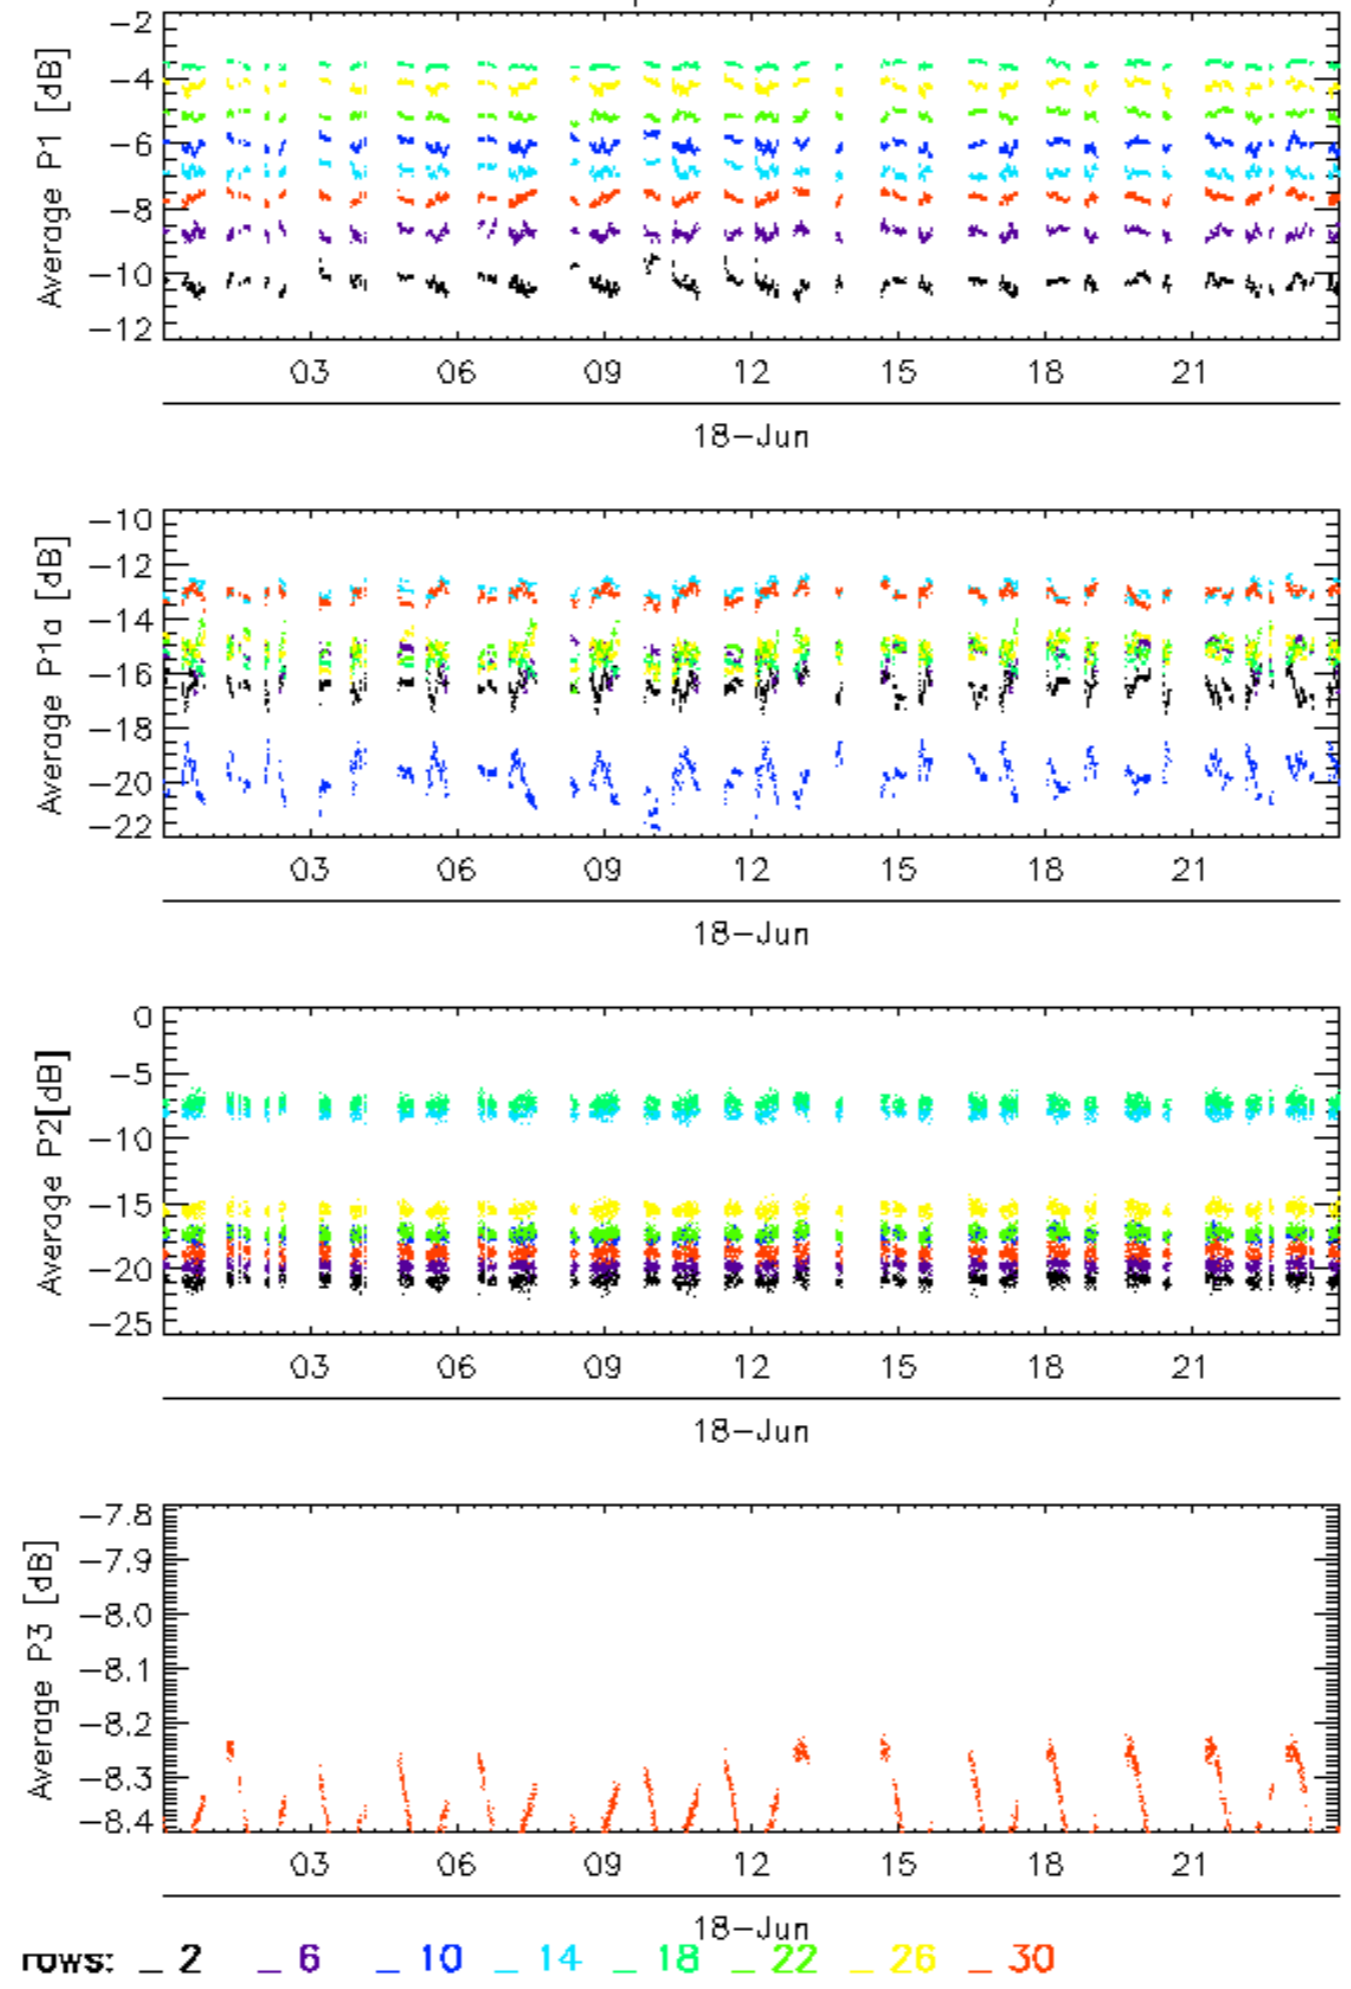 Average P1 [dB]
-2
-4
-6
-8
-10
-12
03 06 09 12 15 18 21
18-Jun
Average P1a [dB]
-10
-12
-14
-16
-18
-20
-22
03 06 09 12 15 18 21
18-Jun
Average P2[dB]
0
-5
-10
-15
-20
-25
03 06 09 12 15 18 21
18-Jun
Average P3 [dB]
-7.8
-7.9
-8.0
-8.1
-8.2
-8.3
-8.4
03 06 09 12 15 18 21
18-Jun
rows: _ 2 _ 6 _ 10 _ 14 _ 18 _ 22 _ 26 _ 30